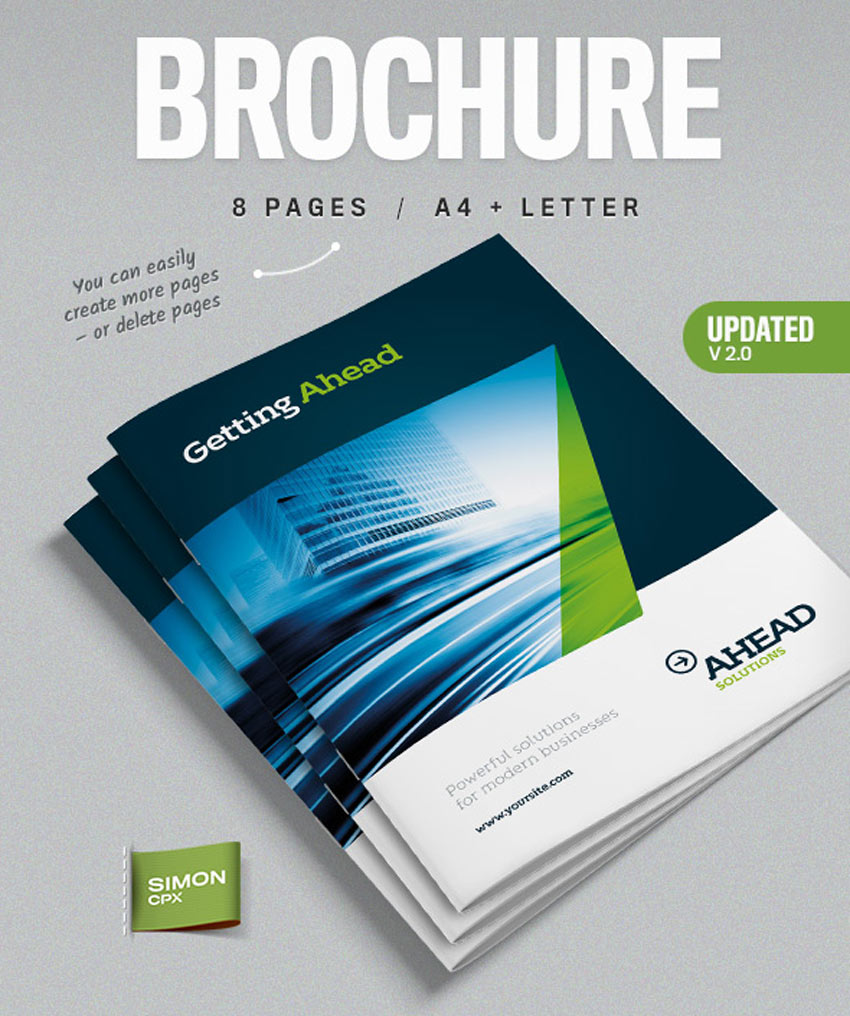 BROCHURE
8 PAGES / A4 + LETTER
You can easily
create more pages
– or delete pages
UPDATED
V 2.0
Getting Ahead
AHEAD
SOLUTIONS
Powerful solutions
for modern businesses
www.yoursite.com
SIMON
CPX